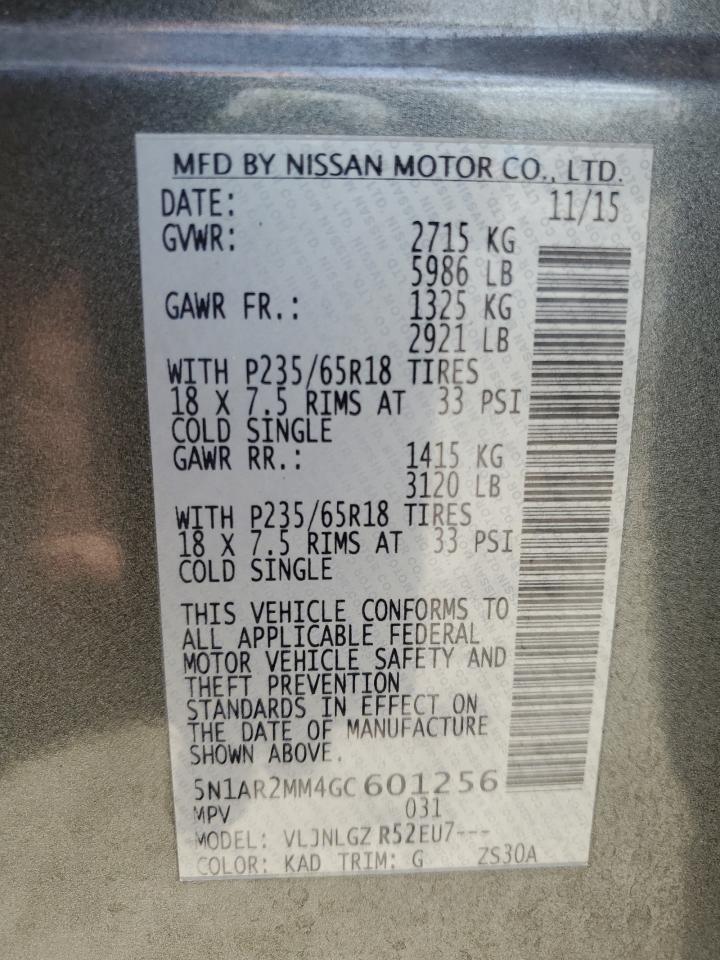 MFD BY NISSAN MOTOR CO., LTD.
DATE: 11/15
GVWR: 2715 KG
5986 LB
GAWR FR.: 1325 KG
2921 LB
WITH P235/65R18 TIRES
18 X 7.5 RIMS AT 33 PSI
COLD SINGLE
GAWR RR.: 1415 KG
3120 LB
WITH P235/65R18 TIRES
18 X 7.5 RIMS AT 33 PSI
COLD SINGLE
THIS VEHICLE CONFORMS TO
ALL APPLICABLE FEDERAL
MOTOR VEHICLE SAFETY AND
THEFT PREVENTION
STANDARDS IN EFFECT ON
THE DATE OF MANUFACTURE
SHOWN ABOVE.
5N1AR2MM4GC601256
MPV 031
MODEL: VLJNLGZ R52EU7---
COLOR: KAD TRIM: G ZS30A